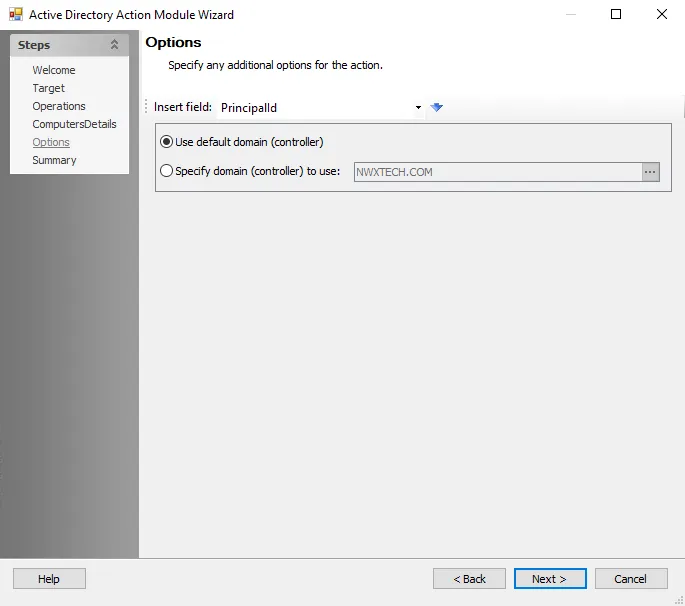 Active Directory Action Module Wizard
Steps
Welcome
Target
Operations
ComputersDetails
Options
Summary
Options
Specify any additional options for the action.
Insert field: PrincipalId
Use default domain (controller)
Specify domain (controller) to use: NWXTECH.COM ...
Help
< Back
Next >
Cancel